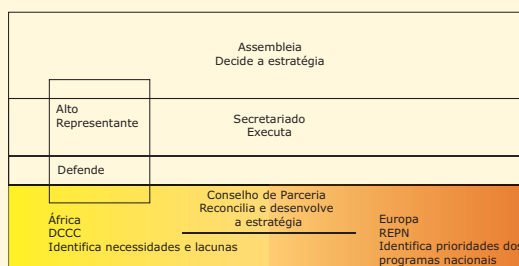 Assembleia
Decide a estratégia
Alto
Representante
Secretariado
Executa
Defende
Conselho de Parceria
Reconcilia e desenvolve
a estratégia
África
DCCC
Identifica necessidades e lacunas
Europa
REPN
Identifica prioridades dos
programas nacionais